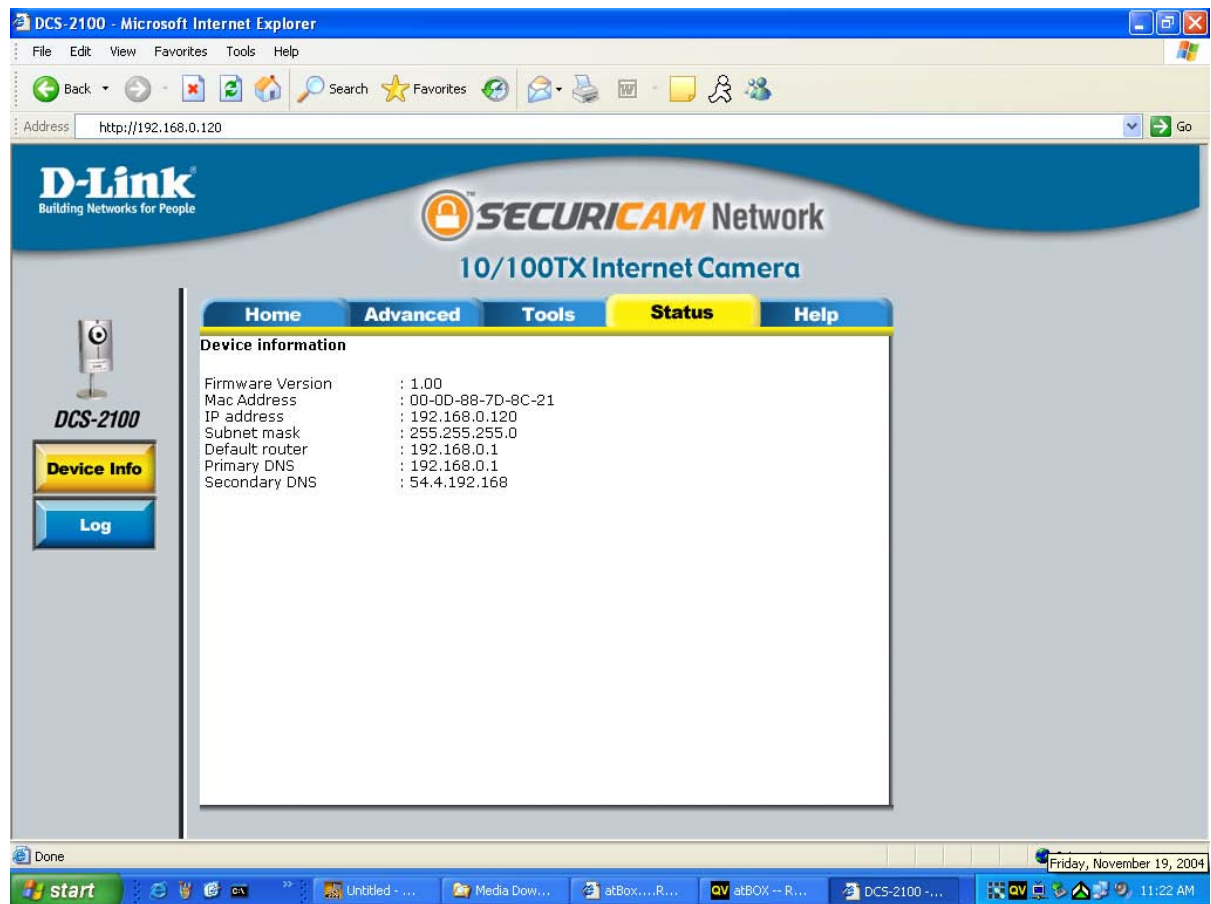 DCS-2100 - Microsoft Internet Explorer
File Edit View Favorites Tools Help
Back Search Favorites
Address http://192.168.0.120 Go
D-Link
Building Networks for People
SECURICAM Network
™
10/100TX Internet Camera
Home Advanced Tools Status Help
DCS-2100
Device Info
Log
Device information
Firmware Version : 1.00
Mac Address : 00-0D-88-7D-8C-21
IP address : 192.168.0.120
Subnet mask : 255.255.255.0
Default router : 192.168.0.1
Primary DNS : 192.168.0.1
Secondary DNS : 54.4.192.168
Done
Friday, November 19, 2004
start Untitled - ... Media Dow... atBox....R... QV atBOX -- R... DCS-2100 -... QV 11:22 AM